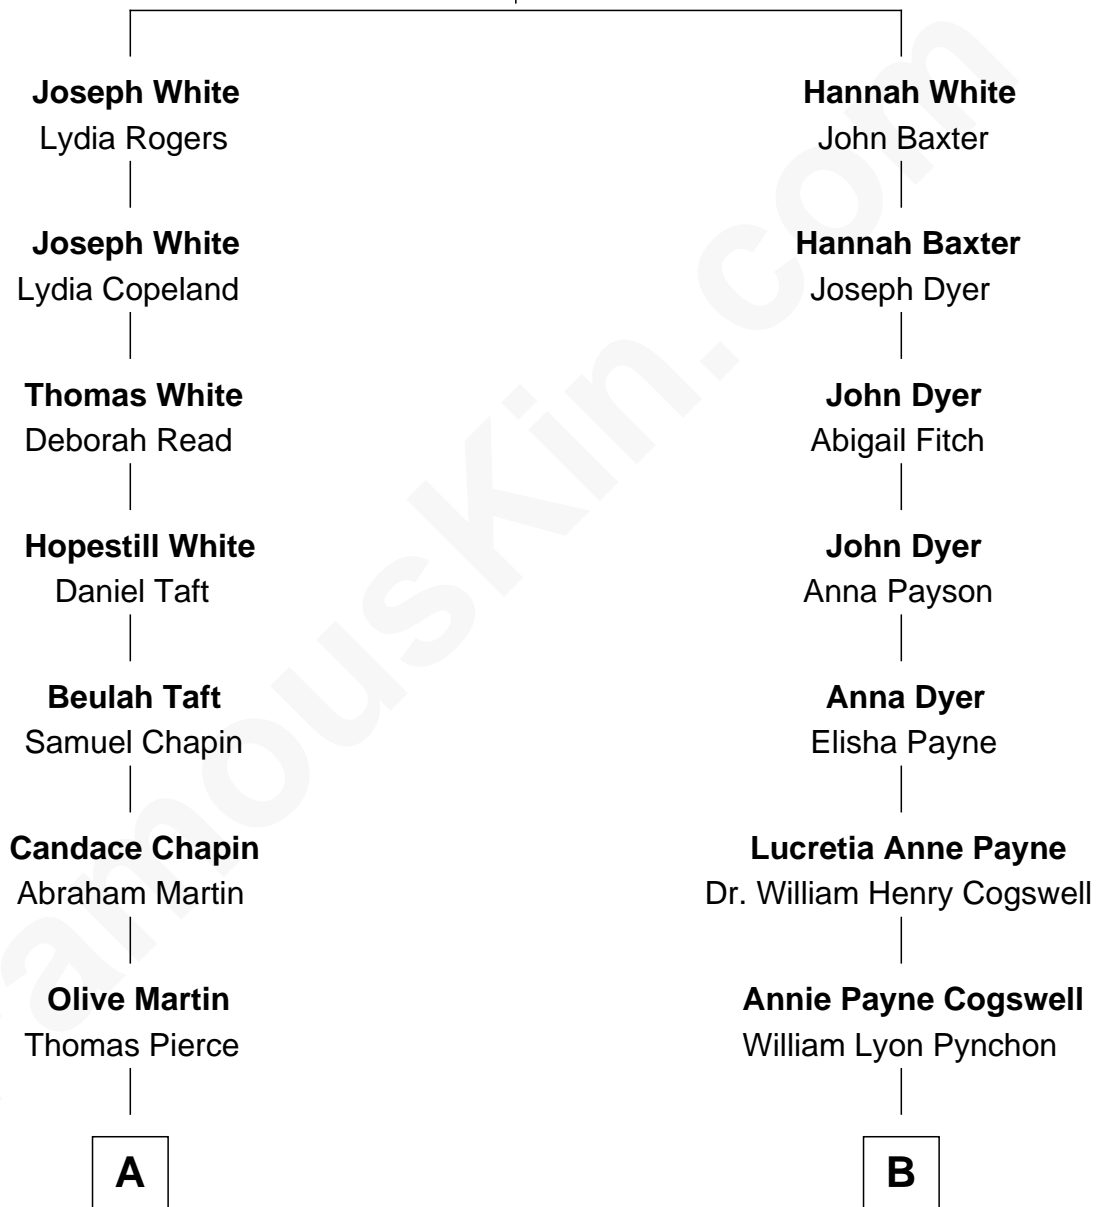 Joseph White
Lydia Rogers
Joseph White
Lydia Copeland
Thomas White
Deborah Read
Hopestill White
Daniel Taft
Beulah Taft
Samuel Chapin
Candace Chapin
Abraham Martin
Olive Martin
Thomas Pierce
A
Hannah White
John Baxter
Hannah Baxter
Joseph Dyer
John Dyer
Abigail Fitch
John Dyer
Anna Payson
Anna Dyer
Elisha Payne
Lucretia Anne Payne
Dr. William Henry Cogswell
Annie Payne Cogswell
William Lyon Pynchon
B
amousKin.com